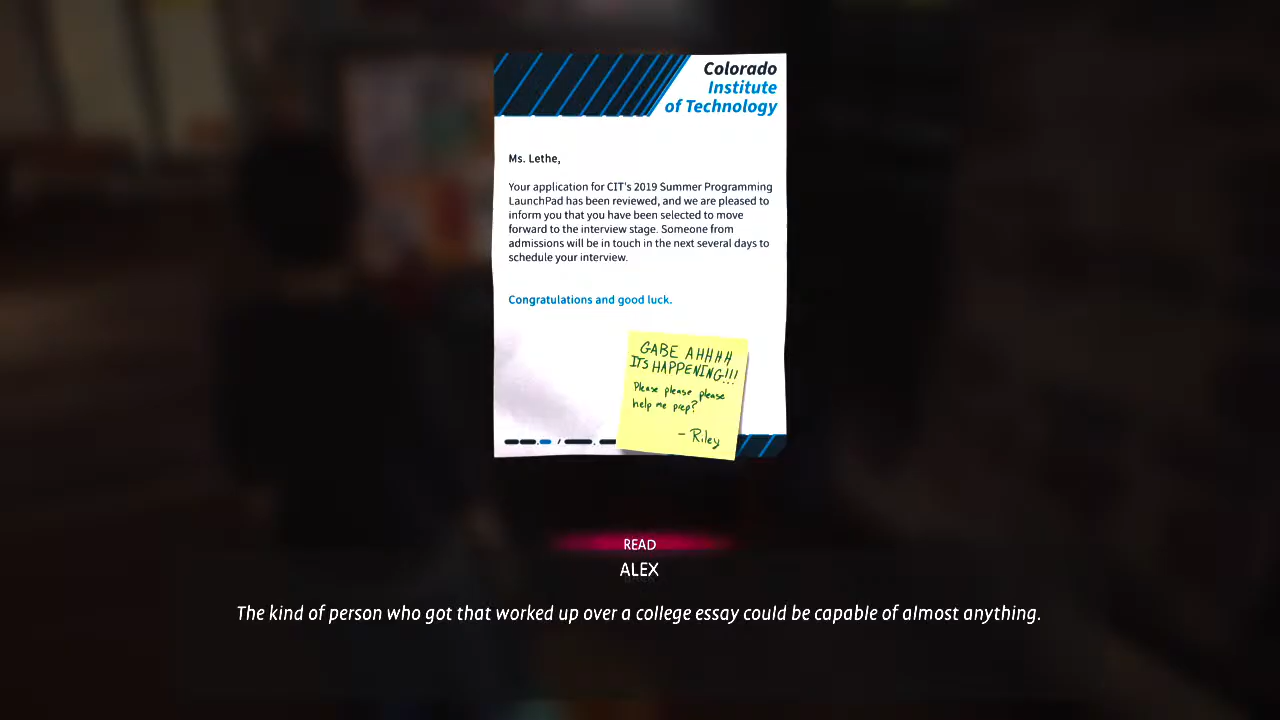 Colorado
Institute
of Technology
Ms. Lethe,
Your application for CIT's 2019 Summer Programming
LaunchPad has been reviewed, and we are pleased to
inform you that you have been selected to move
forward to the interview stage. Someone from
admissions will be in touch in the next several days to
schedule your interview.
Congratulations and good luck.
GABE AHHHH
ITS HAPPENING!!!
Please please please
help me prep?
- Riley
READ
ALEX
The kind of person who got that worked up over a college essay could be capable of almost anything.